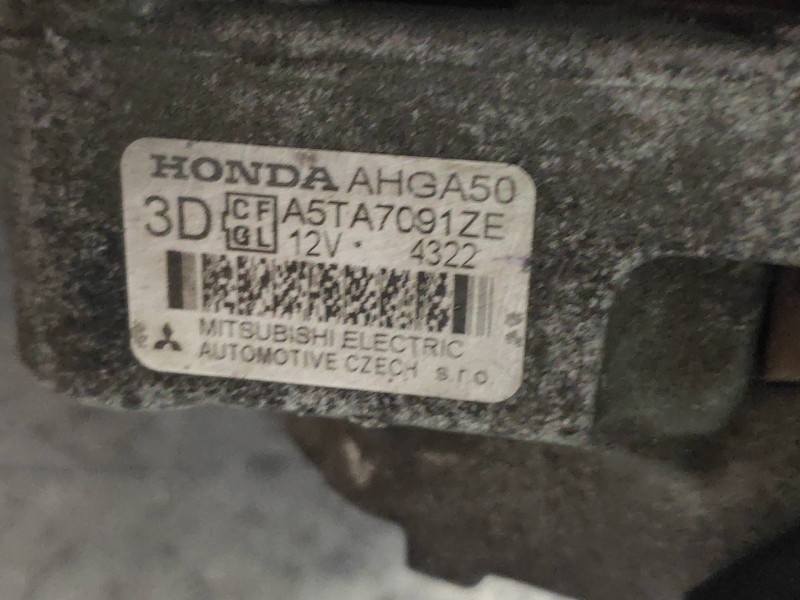 HONDA AHGA50
3D CF A5TA7091ZE
GL 12V · 4322
MITSUBISHI ELECTRIC
AUTOMOTIVE CZECH s.r.o.